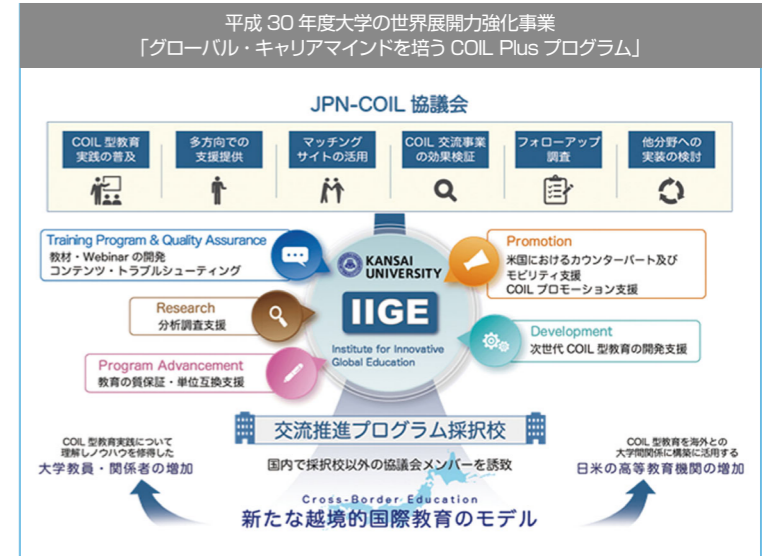 平成 30 年度大学の世界展開力強化事業
「グローバル・キャリアマインドを培う COIL Plus プログラム」
JPN-COIL 協議会
COIL 型教育
実践の普及
多方向での
支援提供
マッチング
サイトの活用
COIL 交流事業
の効果検証
フォローアップ
調査
他分野への
実装の検討
Training Program & Quality Assurance
教材・Webinar の開発
コンテンツ・トラブルシューティング
Research
分析調査支援
Program Advancement
教育の質保証・単位互換支援
KANSAI
UNIVERSITY
IIGE
Institute for Innovative
Global Education
Promotion
米国におけるカウンターパート及び
モビリティ支援
COIL プロモーション支援
Development
次世代 COIL 型教育の開発支援
交流推進プログラム採択校
国内で採択校以外の協議会メンバーを誘致
COIL 型教育実践について
理解しノウハウを修得した
大学教員・関係者の増加
COIL 型教育を海外との
大学間関係に構築に活用する
日米の高等教育機関の増加
Cross-Border Education
新たな越境的国際教育のモデル